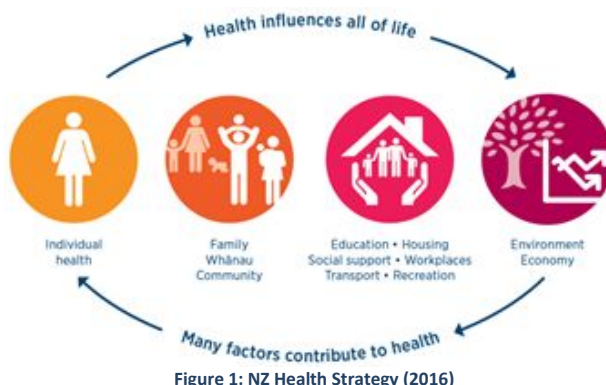 Health influences all of life
Individual
health
Family
Whānau
Community
Education • Housing
Social support • Workplaces
Transport • Recreation
Environment
Economy
Many factors contribute to health
Figure 1: NZ Health Strategy (2016)